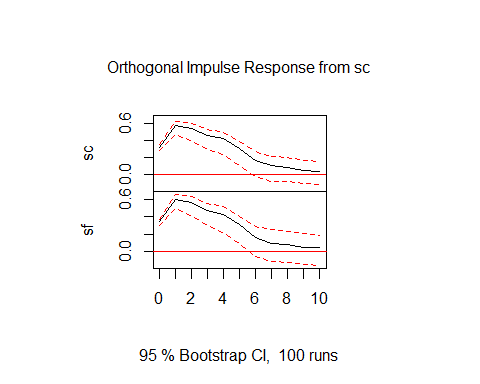 Orthogonal Impulse Response from sc
sc
0.6
0.0
sf
0.6
0.0
0 2 4 6 8 10
95 % Bootstrap CI, 100 runs